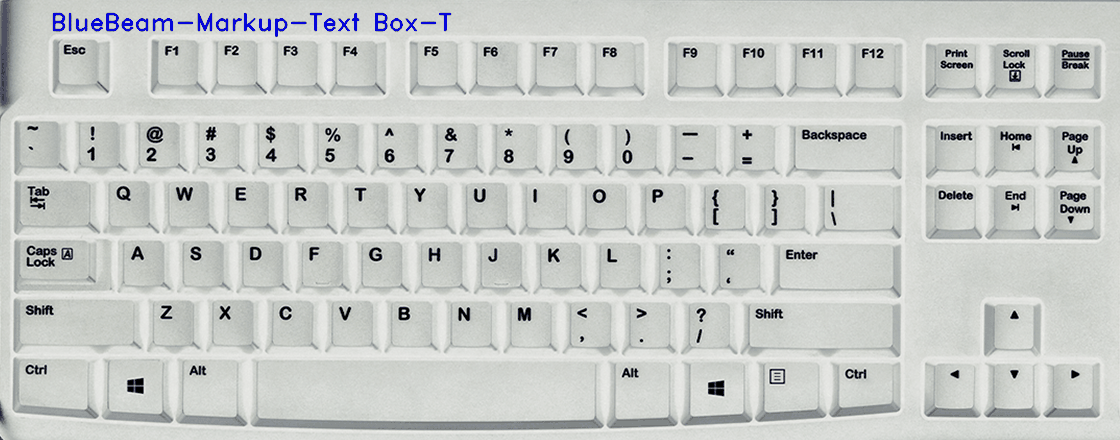 BlueBeam-Markup-Text Box-T
Esc F1 F2 F3 F4 F5 F6 F7 F8 F9 F10 F11 F12 Print Screen Scroll Lock Pause Break
~ ! @ # $ % ^ & * ( ) — + Backspace Insert Home Page Up
` 1 2 3 4 5 6 7 8 9 0 - =
Tab Q W E R T Y U I O P { } | Delete End Page Down
[ ] \
Caps Lock A S D F G H J K L : “ Enter
; ‘
Shift Z X C V B N M < > ? Shift
, . /
Ctrl Alt Alt Ctrl